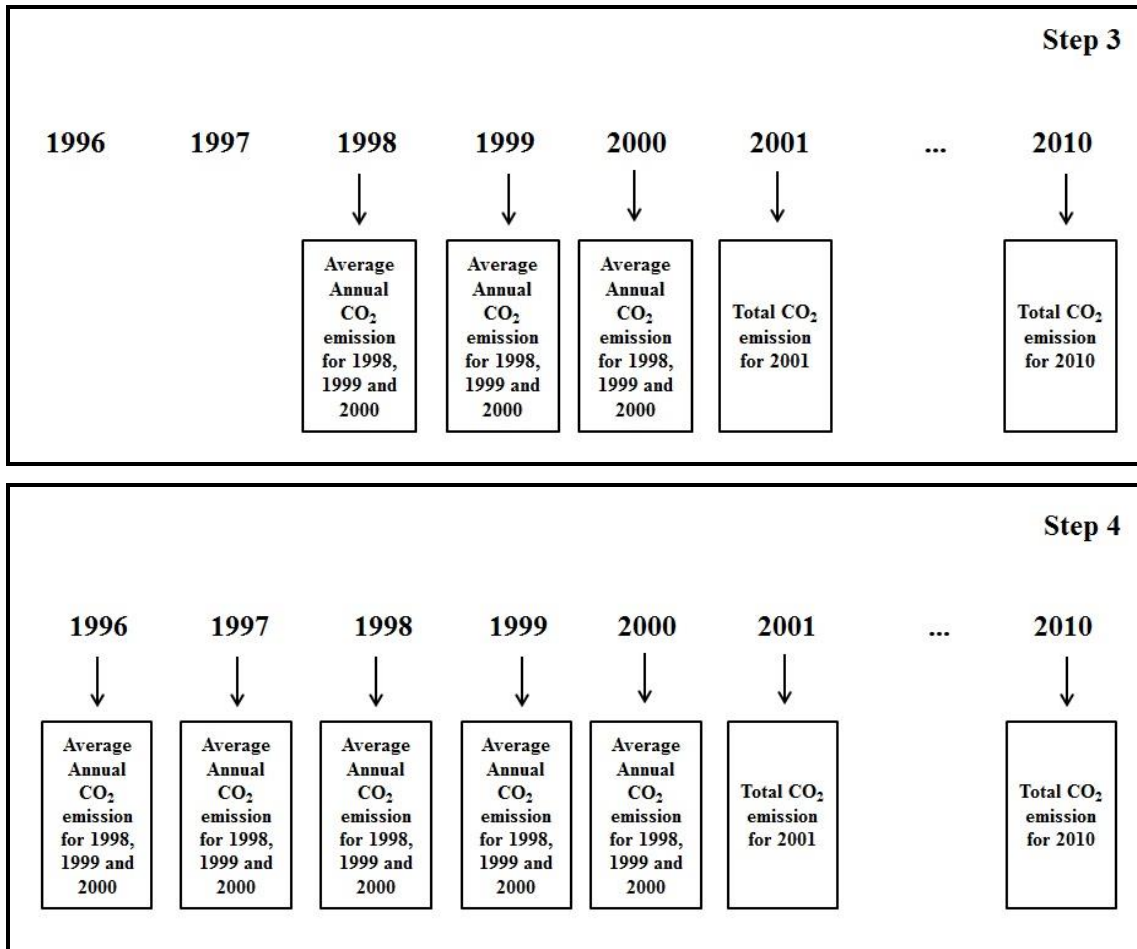 Step 3
1996 1997 1998 1999 2000 2001 ... 2010
Average
Annual
CO₂
emission
for 1998,
1999 and
2000
Average
Annual
CO₂
emission
for 1998,
1999 and
2000
Average
Annual
CO₂
emission
for 1998,
1999 and
2000
Total CO₂
emission
for 2001
Total CO₂
emission
for 2010
Step 4
1996 1997 1998 1999 2000 2001 ... 2010
Average
Annual
CO₂
emission
for 1998,
1999 and
2000
Average
Annual
CO₂
emission
for 1998,
1999 and
2000
Average
Annual
CO₂
emission
for 1998,
1999 and
2000
Average
Annual
CO₂
emission
for 1998,
1999 and
2000
Average
Annual
CO₂
emission
for 1998,
1999 and
2000
Total CO₂
emission
for 2001
Total CO₂
emission
for 2010